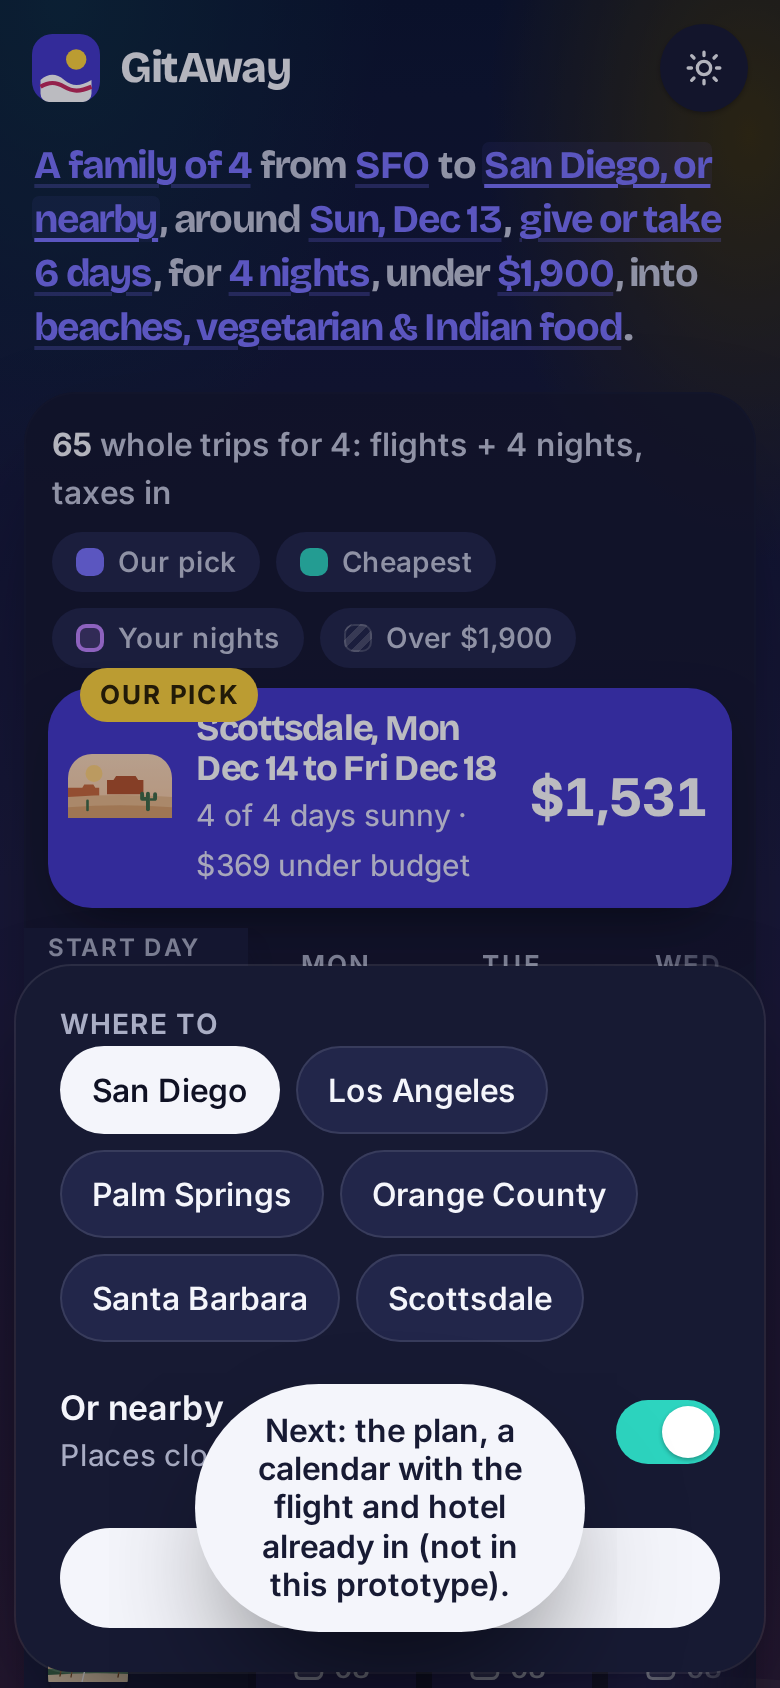 GitAway
A family of 4 from SFO to San Diego, or
nearby, around Sun, Dec 13, give or take
6 days, for 4 nights, under $1,900, into
beaches, vegetarian & Indian food.
65 whole trips for 4: flights + 4 nights,
taxes in
Our pick
Cheapest
Your nights
Over $1,900
OUR PICK
Scottsdale, Mon
Dec 14 to Fri Dec 18
4 of 4 days sunny ·
$369 under budget
$1,531
START DAY
MON
TUE
WED
WHERE TO
San Diego
Los Angeles
Palm Springs
Orange County
Santa Barbara
Scottsdale
Or nearby
Places
Next: the plan, a
calendar with the
flight and hotel
already in (not in
this prototype).